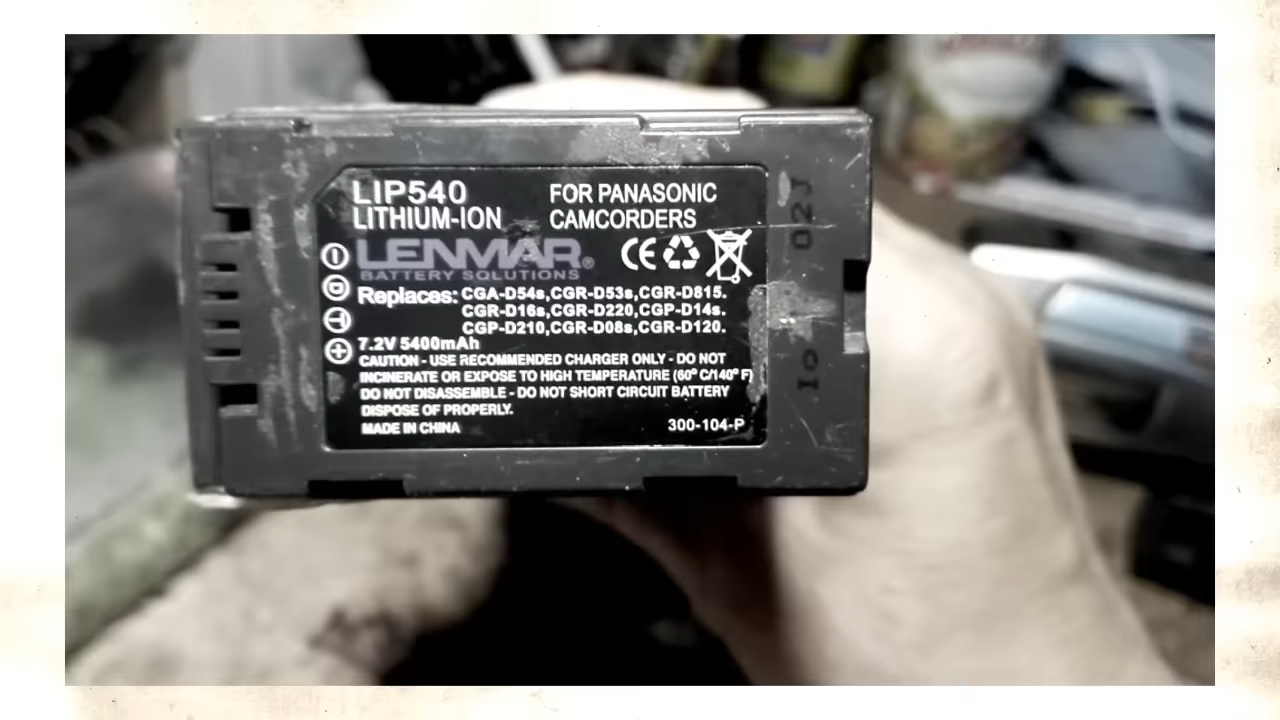 LIP540
LITHIUM-ION
FOR PANASONIC
CAMCORDERS
LENMAR®
BATTERY SOLUTIONS
CE
Replaces: CGA-D54s,CGR-D53s,CGR-D815.
CGR-D16s,CGR-D220,CGP-D14s.
CGP-D210,CGR-D08s,CGR-D120.
7.2V 5400mAh
CAUTION - USE RECOMMENDED CHARGER ONLY - DO NOT
INCINERATE OR EXPOSE TO HIGH TEMPERATURE (60° C/140° F)
DO NOT DISASSEMBLE - DO NOT SHORT CIRCUIT BATTERY
DISPOSE OF PROPERLY.
MADE IN CHINA
300-104-P
D
T
02J